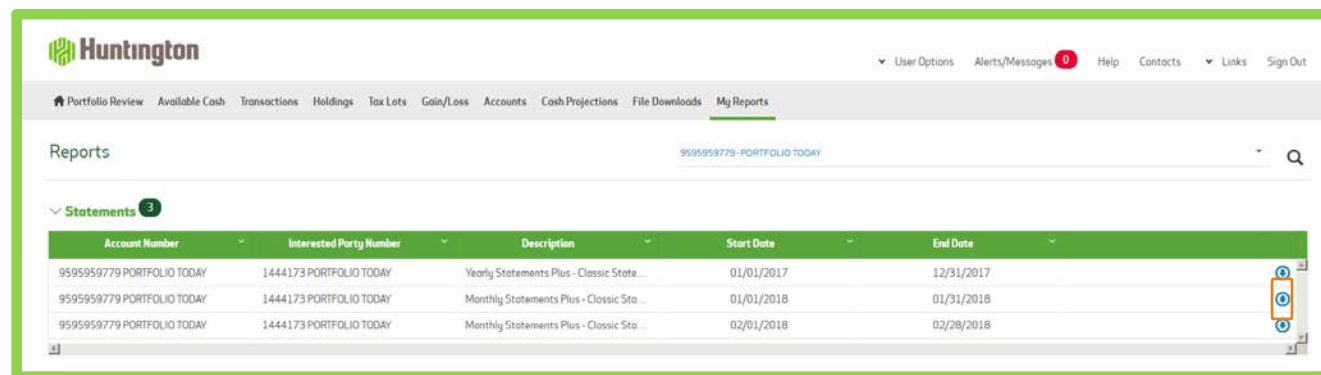 Huntington
User Options Alerts/Messages 0 Help Contacts Links Sign Out
Portfolio Review Available Cash Transactions Holdings Tax Lots Gain/Loss Accounts Cash Projections File Downloads My Reports
Reports 9595959779-PORTFOLIO TODAY
Statements 3
Account Number Interested Party Number Description Start Date End Date
9595959779 PORTFOLIO TODAY 1444173 PORTFOLIO TODAY Yearly Statements Plus - Classic State... 01/01/2017 12/31/2017
9595959779 PORTFOLIO TODAY 1444173 PORTFOLIO TODAY Monthly Statements Plus - Classic Sta... 01/01/2018 01/31/2018
9595959779 PORTFOLIO TODAY 1444173 PORTFOLIO TODAY Monthly Statements Plus - Classic Sta... 02/01/2018 02/28/2018